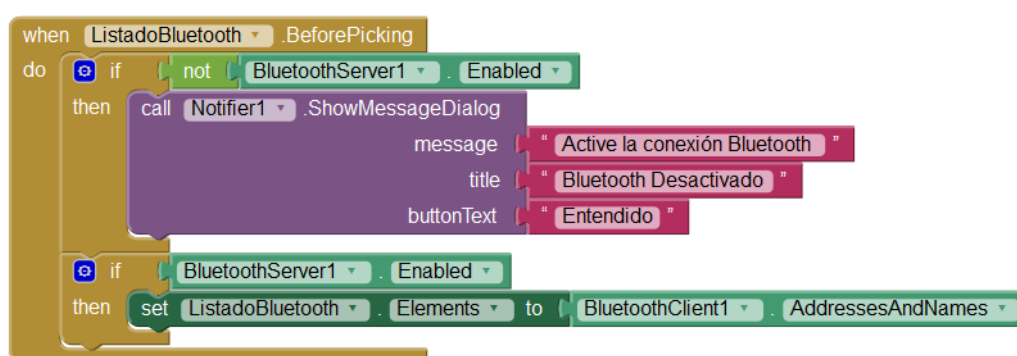 when ListadoBluetooth .BeforePicking
do if not BluetoothServer1 . Enabled
then call Notifier1 .ShowMessageDialog
message " Active la conexión Bluetooth "
title " Bluetooth Desactivado "
buttonText " Entendido "
if BluetoothServer1 . Enabled
then set ListadoBluetooth . Elements to BluetoothClient1 . AddressesAndNames